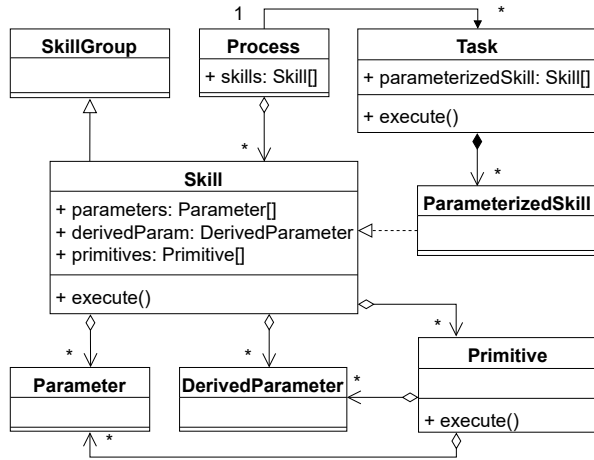 1
*
SkillGroup
Process
+ skills: Skill[]
Task
+ parameterizedSkill: Skill[]
+ execute()
*
*
Skill
+ parameters: Parameter[]
+ derivedParam: DerivedParameter
+ primitives: Primitive[]
+ execute()
ParameterizedSkill
*
*
*
Parameter
DerivedParameter
*
Primitive
+ execute()
*